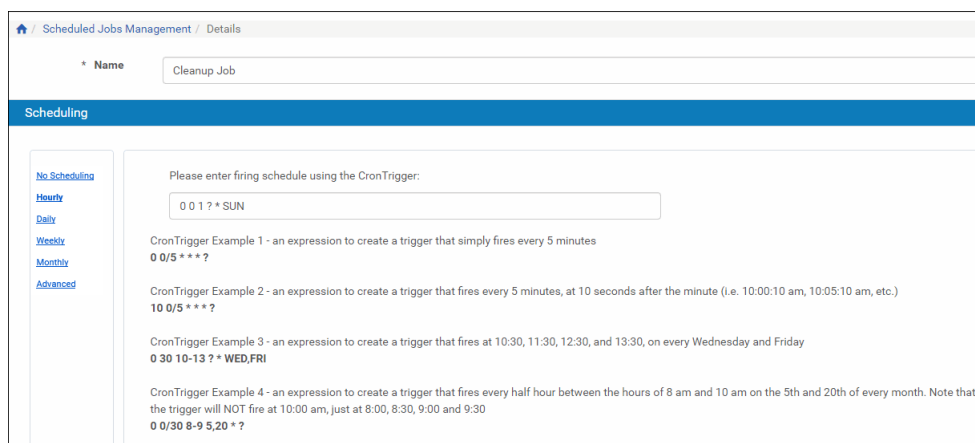 / Scheduled Jobs Management / Details
* Name
Cleanup Job
Scheduling
No Scheduling
Hourly
Daily
Weekly
Monthly
Advanced
Please enter firing schedule using the CronTrigger:
0 0 1 ? * SUN
CronTrigger Example 1 - an expression to create a trigger that simply fires every 5 minutes
0 0/5 * * * ?
CronTrigger Example 2 - an expression to create a trigger that fires every 5 minutes, at 10 seconds after the minute (i.e. 10:00:10 am, 10:05:10 am, etc.)
10 0/5 * * * ?
CronTrigger Example 3 - an expression to create a trigger that fires at 10:30, 11:30, 12:30, and 13:30, on every Wednesday and Friday
0 30 10-13 ? * WED,FRI
CronTrigger Example 4 - an expression to create a trigger that fires every half hour between the hours of 8 am and 10 am on the 5th and 20th of every month. Note that
the trigger will NOT fire at 10:00 am, just at 8:00, 8:30, 9:00 and 9:30
0 0/30 8-9 5,20 * ?